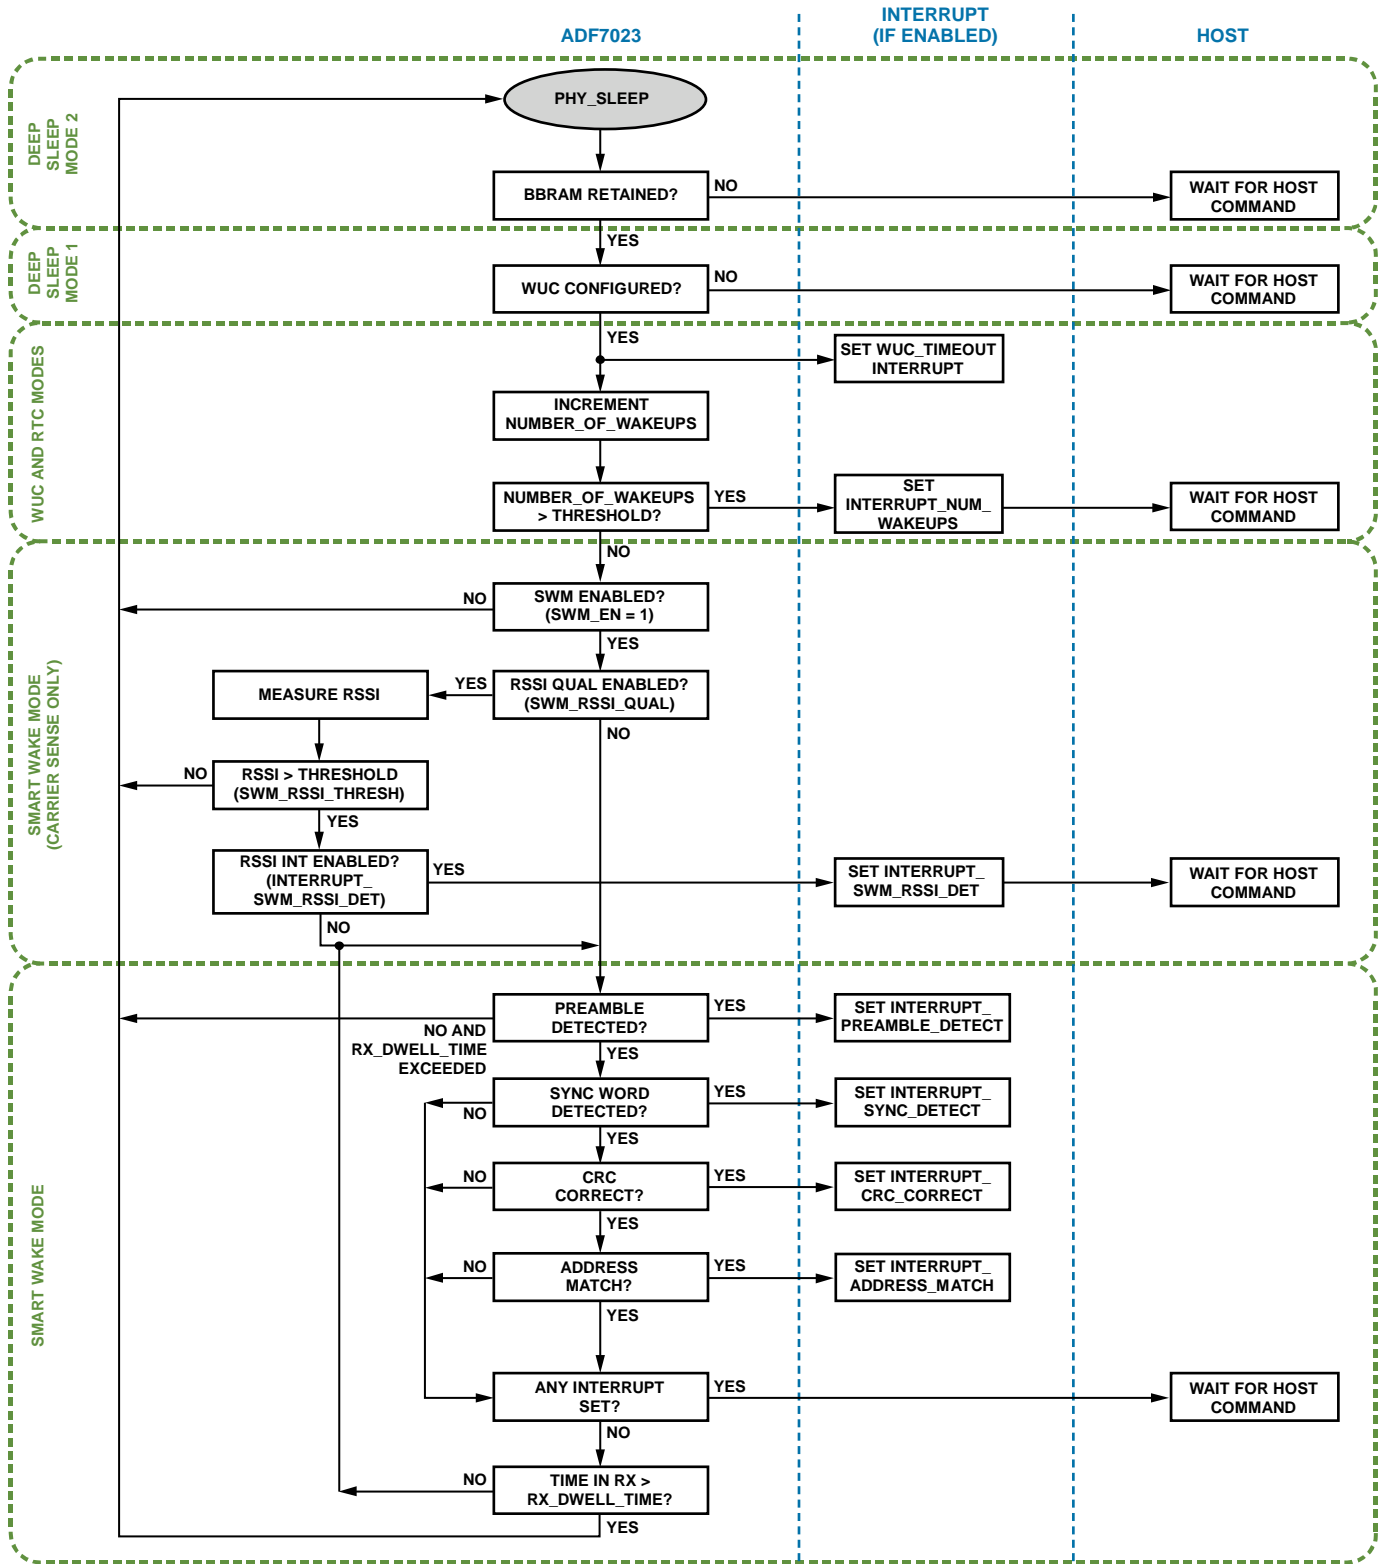 ADF7023
INTERRUPT
(IF ENABLED)
HOST
DEEP
SLEEP
MODE 2
PHY_SLEEP
BBRAM RETAINED?
NO
WAIT FOR HOST
COMMAND
YES
DEEP
SLEEP
MODE 1
WUC CONFIGURED?
NO
WAIT FOR HOST
COMMAND
YES
WUC AND RTC MODES
SET WUC_TIMEOUT
INTERRUPT
INCREMENT
NUMBER_OF_WAKEUPS
NUMBER_OF_WAKEUPS
> THRESHOLD?
YES
SET
INTERRUPT_NUM_
WAKEUPS
WAIT FOR HOST
COMMAND
NO
SMART WAKE MODE
(CARRIER SENSE ONLY)
NO
SWM ENABLED?
(SWM_EN = 1)
YES
MEASURE RSSI
YES
RSSI QUAL ENABLED?
(SWM_RSSI_QUAL)
NO
NO
RSSI > THRESHOLD
(SWM_RSSI_THRESH)
YES
RSSI INT ENABLED?
(INTERRUPT_
SWM_RSSI_DET)
YES
SET INTERRUPT_
SWM_RSSI_DET
WAIT FOR HOST
COMMAND
NO
SMART WAKE MODE
PREAMBLE
DETECTED?
YES
SET INTERRUPT_
PREAMBLE_DETECT
NO AND
RX_DWELL_TIME
EXCEEDED
YES
SYNC WORD
DETECTED?
NO
YES
SET INTERRUPT_
SYNC_DETECT
YES
NO
CRC
CORRECT?
YES
SET INTERRUPT_
CRC_CORRECT
YES
NO
ADDRESS
MATCH?
YES
SET INTERRUPT_
ADDRESS_MATCH
YES
ANY INTERRUPT
SET?
YES
WAIT FOR HOST
COMMAND
NO
NO
TIME IN RX >
RX_DWELL_TIME?
YES